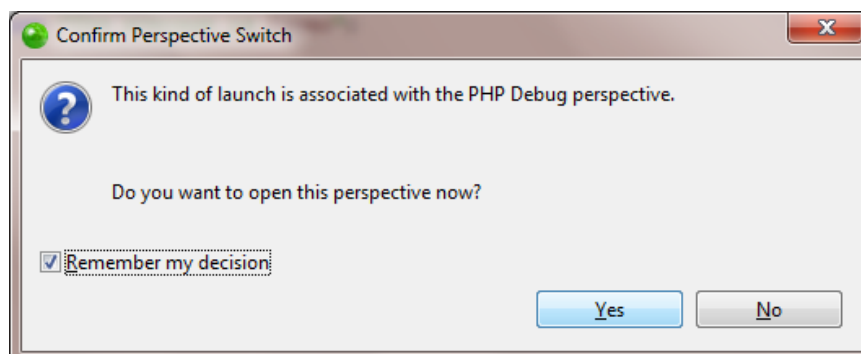 Confirm Perspective Switch
This kind of launch is associated with the PHP Debug perspective.
Do you want to open this perspective now?
Remember my decision
Yes No